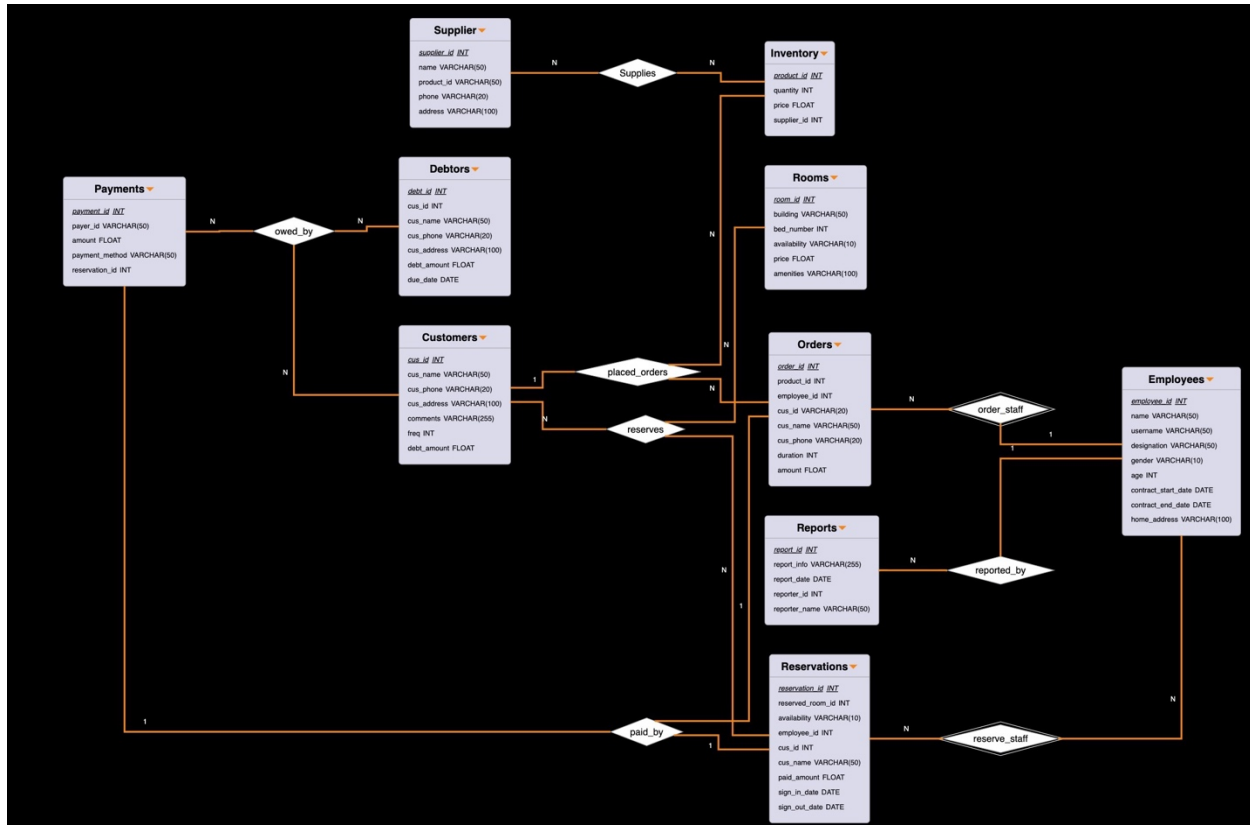 Supplier
supplier_id INT
name VARCHAR(50)
product_id VARCHAR(50)
phone VARCHAR(20)
address VARCHAR(100)
N
Supplies
N
Inventory
product_id INT
quantity INT
price FLOAT
supplier_id INT
Payments
payment_id INT
payer_id VARCHAR(50)
amount FLOAT
payment_method VARCHAR(50)
reservation_id INT
N
owed_by
N
N
Debtors
debt_id INT
cus_id INT
cus_name VARCHAR(50)
cus_phone VARCHAR(20)
cus_address VARCHAR(100)
debt_amount FLOAT
due_date DATE
Rooms
room_id INT
building VARCHAR(50)
bed_number INT
availability VARCHAR(10)
price FLOAT
amenities VARCHAR(100)
Customers
cus_id INT
cus_name VARCHAR(50)
cus_phone VARCHAR(20)
cus_address VARCHAR(100)
comments VARCHAR(255)
freq INT
debt_amount FLOAT
1
placed_orders
N
N
N
N
reserves
N
Orders
order_id INT
product_id INT
employee_id INT
cus_id VARCHAR(20)
cus_name VARCHAR(50)
cus_phone VARCHAR(20)
duration INT
amount FLOAT
N
order_staff
1
1
Employees
employee_id INT
name VARCHAR(50)
username VARCHAR(50)
designation VARCHAR(50)
gender VARCHAR(10)
age INT
contract_start_date DATE
contract_end_date DATE
home_address VARCHAR(100)
Reports
report_id INT
report_info VARCHAR(255)
report_date DATE
reporter_id INT
reporter_name VARCHAR(50)
N
reported_by
1
1
paid_by
1
Reservations
reservation_id INT
reserved_room_id INT
availability VARCHAR(10)
employee_id INT
cus_id INT
cus_name VARCHAR(50)
paid_amount FLOAT
sign_in_date DATE
sign_out_date DATE
N
reserve_staff
N